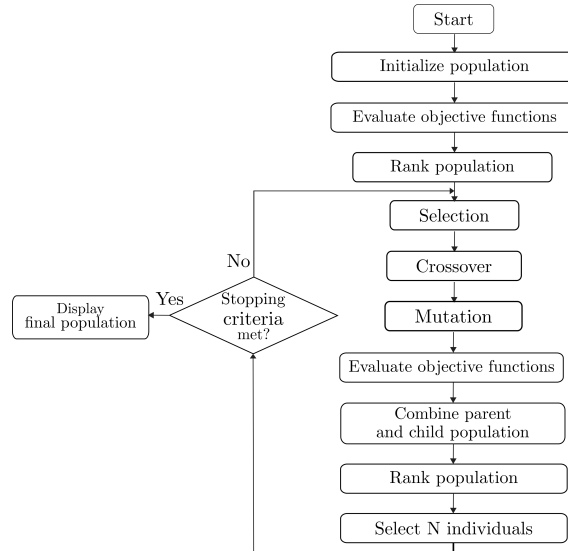 Start
Initialize population
Evaluate objective functions
Rank population
Selection
Crossover
Mutation
Evaluate objective functions
Combine parent
and child population
Rank population
Select N individuals
No
Stopping
criteria
met?
Yes
Display
final population